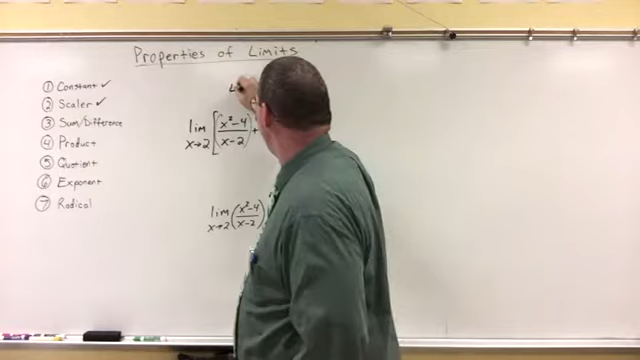 Properties of Limits
① Constant ✓
② Scaler ✓
③ Sum/Difference
④ Product
⑤ Quotient
⑥ Exponent
⑦ Radical
lim x→2 [(x²-4)/(x-2) +
lim x→2 (x²-4)/(x-2)